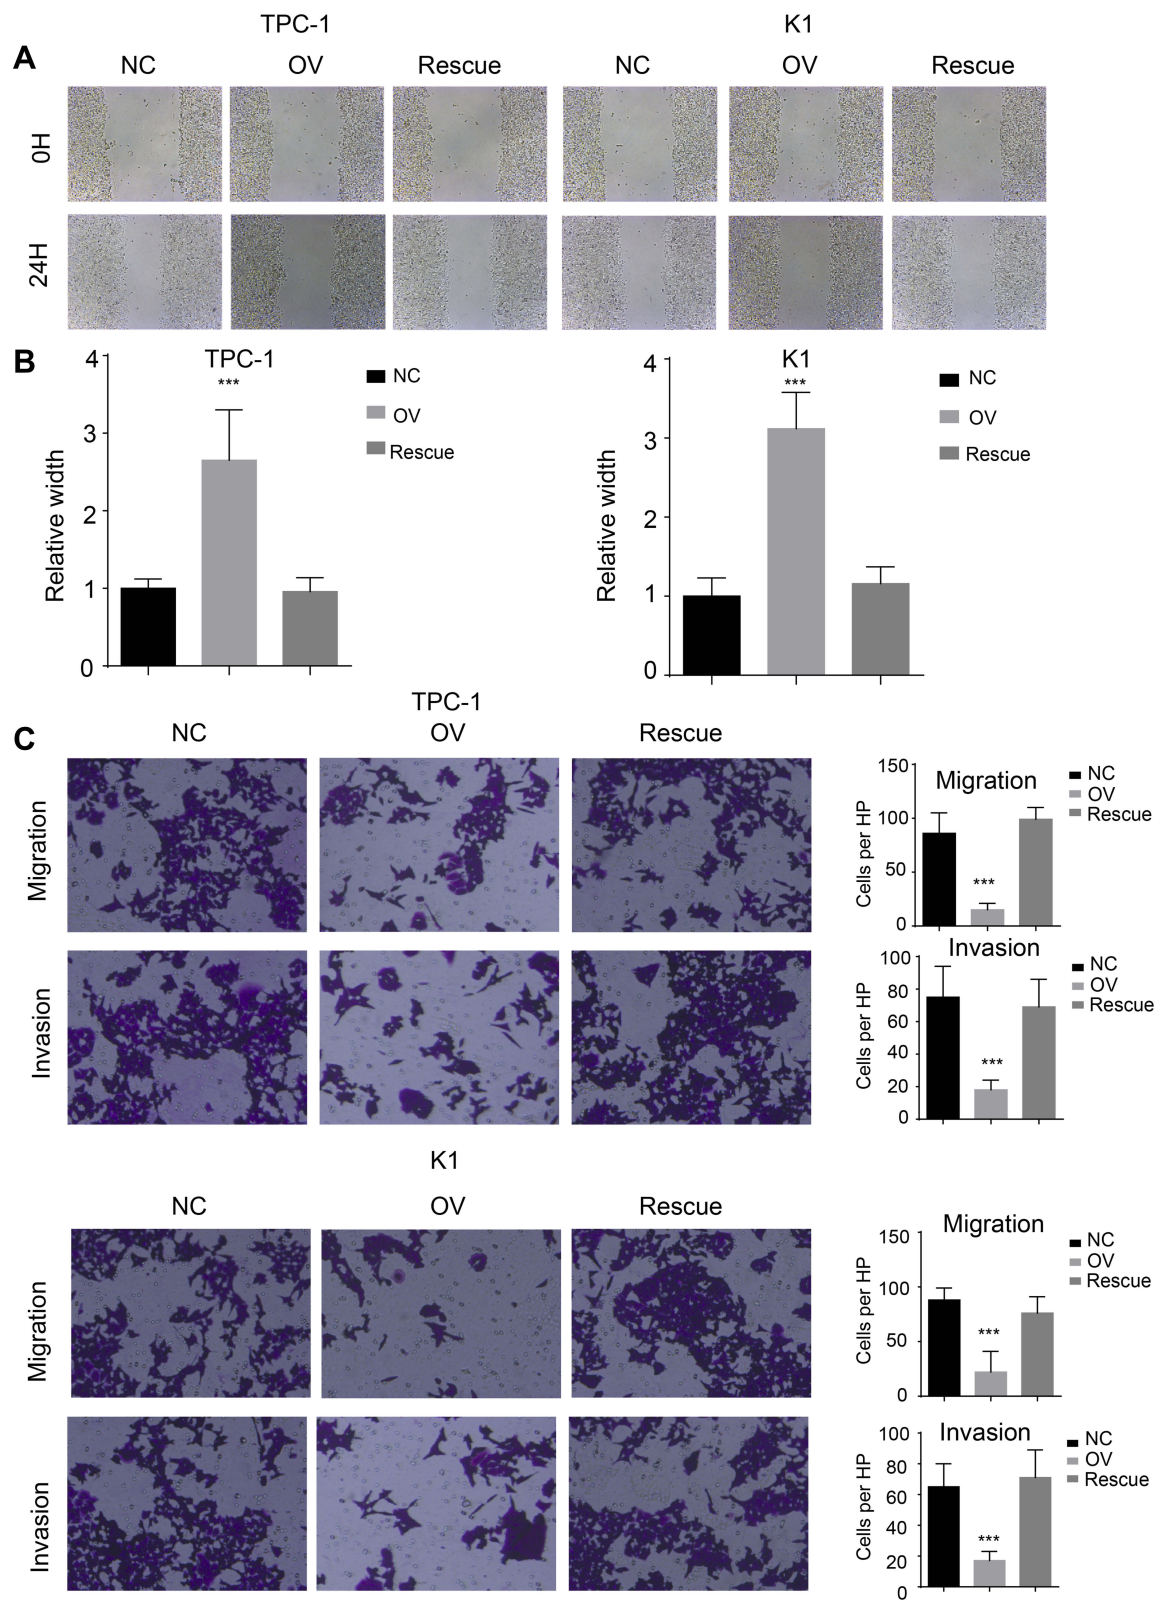 TPC-1 K1
A
NC OV Rescue NC OV Rescue
0H
24H
B
TPC-1
***
4
3
2
1
0
Relative width
NC
OV
Rescue
K1
***
4
3
2
1
0
Relative width
NC
OV
Rescue
TPC-1
C
NC OV Rescue
Migration
Invasion
150
100
50
0
Cells per HP
Migration
***
NC
OV
Rescue
Invasion
100
80
60
40
20
0
Cells per HP
***
NC
OV
Rescue
K1
NC OV Rescue
Migration
Invasion
150
100
50
0
Cells per HP
Migration
***
NC
OV
Rescue
100
80
60
40
20
0
Cells per HP
Invasion
***
NC
OV
Rescue